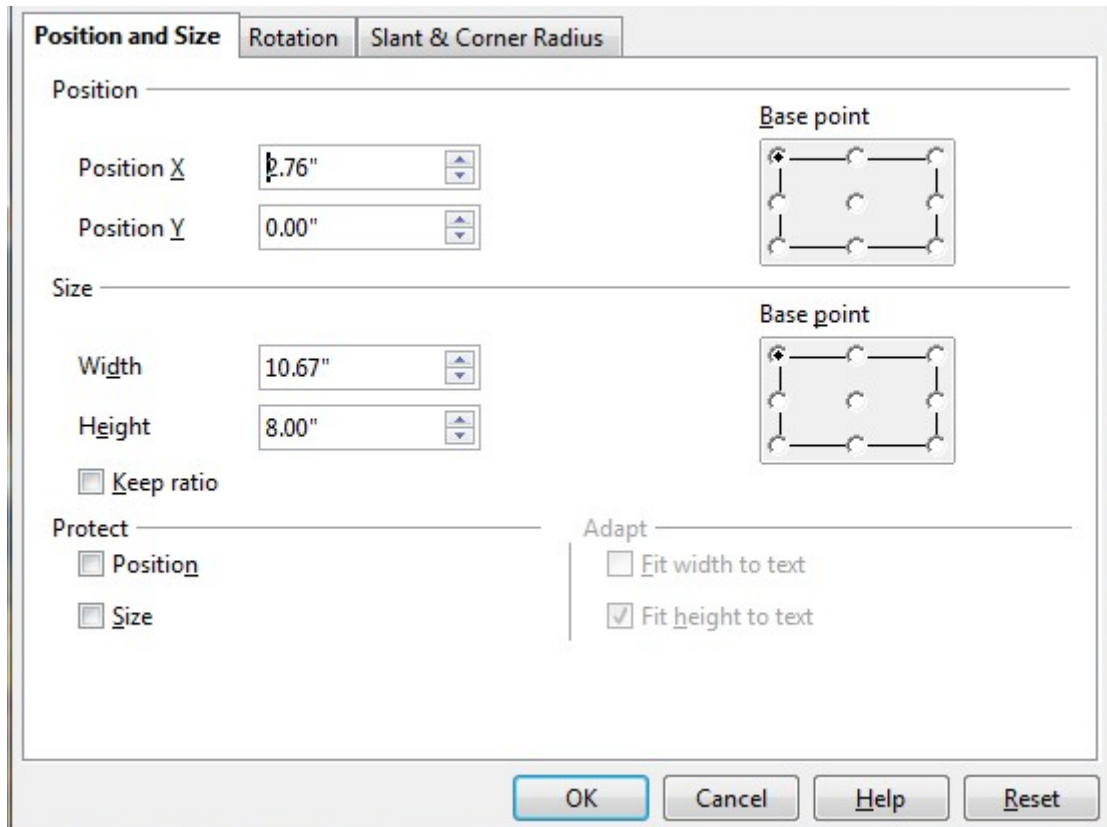 Position and Size Rotation Slant & Corner Radius
Position
Base point
Position X 2.76"
Position Y 0.00"
Size
Base point
Width 10.67"
Height 8.00"
Keep ratio
Protect Adapt
Position Fit width to text
Size Fit height to text
OK Cancel Help Reset